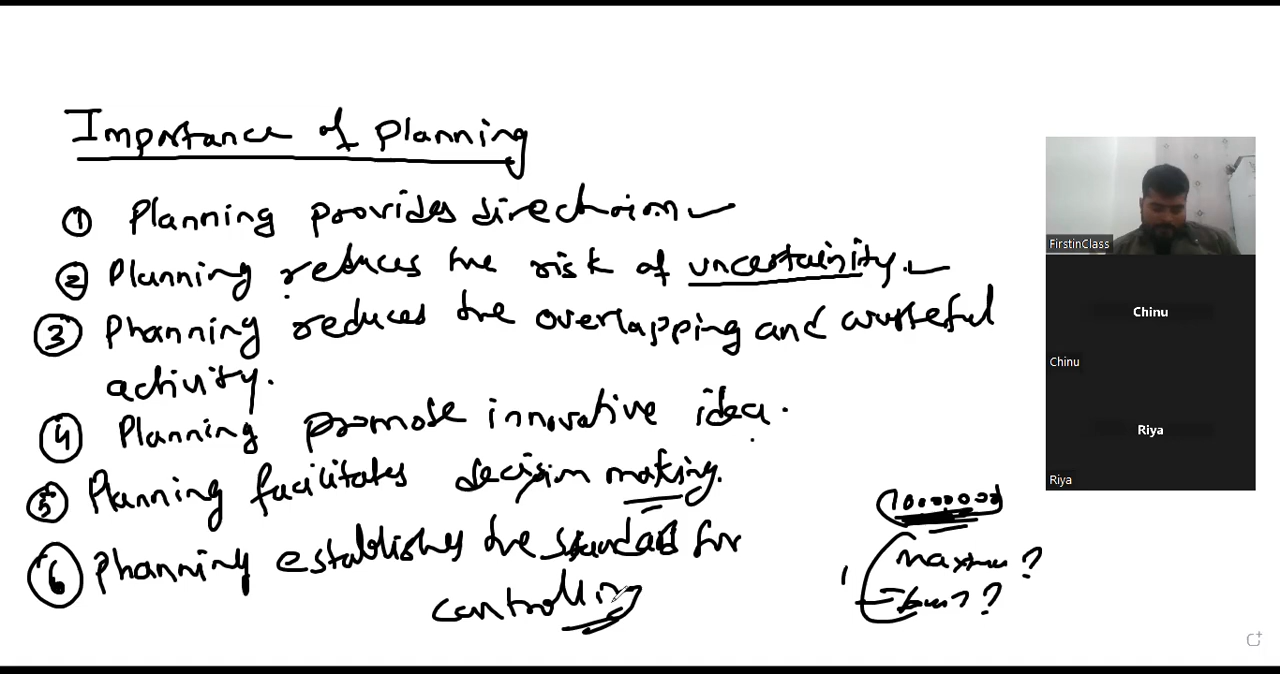 Importance of planning
① Planning provides direction
② Planning reduces the risk of uncertainity.
③ Planning reduces the overlapping and wasteful
activity.
④ Planning promote innovative idea.
⑤ Planning facilitates decision making.
⑥ Planning establishes the standard for
controlling
FirstinClass
Chinu
Chinu
Riya
Riya